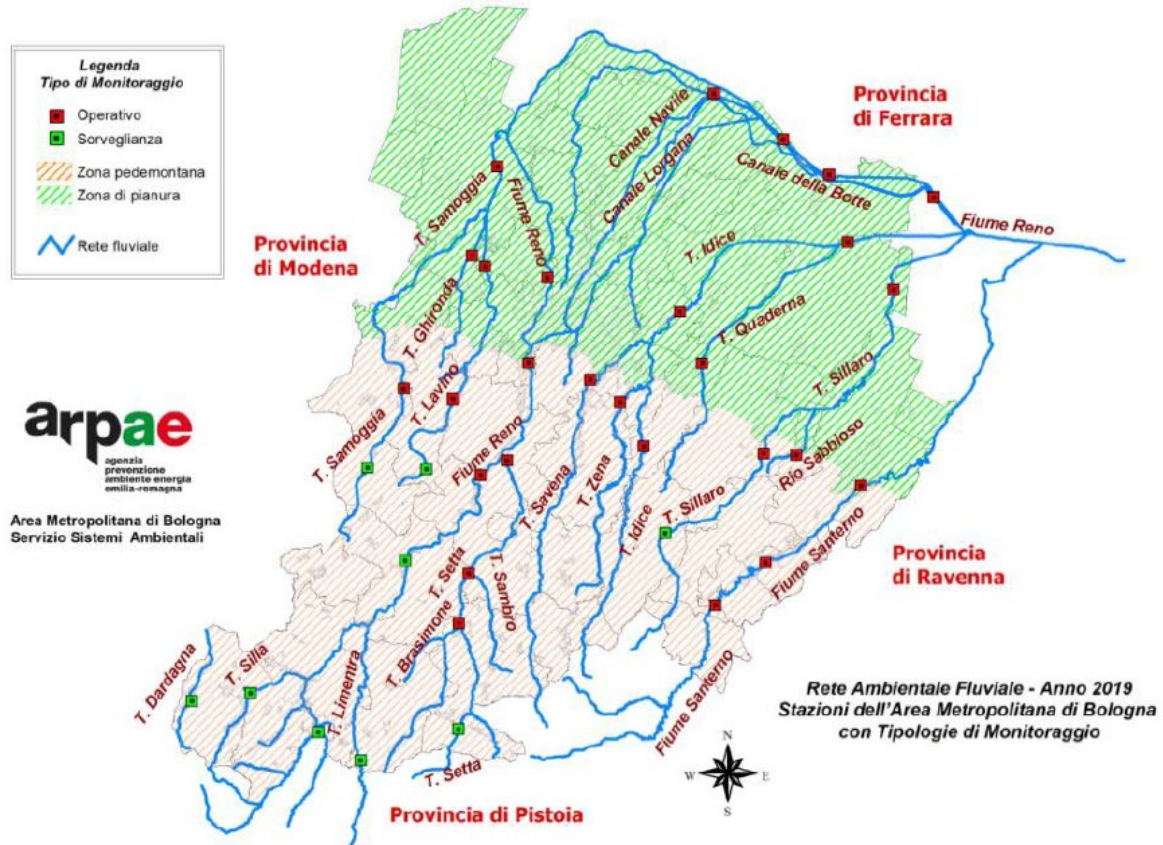 Legenda
Tipo di Monitoraggio
Operativo
Sorveglianza
Zona pedemontana
Zona di pianura
Rete fluviale
Provincia
di Ferrara
Canale Navile
Canale Lorgana
Canale della Botte
Fiume Reno
T. Samoggia
Fiume Reno
Provincia
di Modena
T. Idice
T. Ghironda
T. Quaderna
T. Sillaro
T. Lavino
T. Samoggia
Fiume Reno
T. Savena
T. Zena
T. Idice
T. Sillaro
Rio Sabbioso
arpae
agenzia
prevenzione
ambiente energia
emilia-romagna
Area Metropolitana di Bologna
Servizio Sistemi Ambientali
Fiume Santerno
Provincia
di Ravenna
T. Setta
T. Sambro
T. Brasimone
T. Dardagna
T. Silla
T. Limentra
T. Setta
Fiume Santerno
Rete Ambientale Fluviale - Anno 2019
Stazioni dell'Area Metropolitana di Bologna
con Tipologie di Monitoraggio
N
W
E
S
Provincia di Pistoia